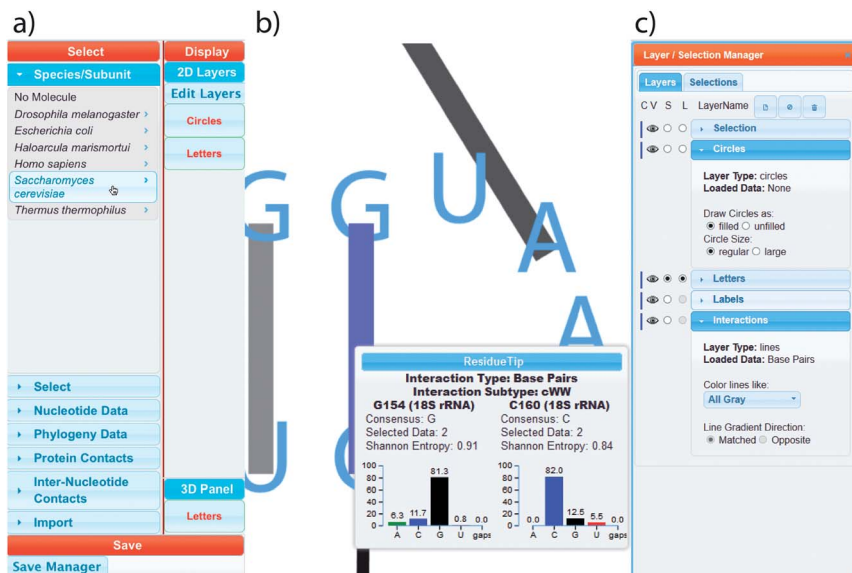 a)
Select
Species/Subunit
No Molecule
Drosophila melanogaster
Escherichia coli
Haloarcula marismortui
Homo sapiens
Saccharomyces
cerevisiae
Thermus thermophilus
Select
Nucleotide Data
Phylogeny Data
Protein Contacts
Inter-Nucleotide
Contacts
Import
Save
Save Manager
Display
2D Layers
Edit Layers
Circles
Letters
3D Panel
Letters
b)
G G U A
A
U
ResidueTip
Interaction Type: Base Pairs
Interaction Subtype: cWW
G154 (18S rRNA) C160 (18S rRNA)
Consensus: G Consensus: C
Selected Data: 2 Selected Data: 2
Shannon Entropy: 0.91 Shannon Entropy: 0.84
100 80 60 40 20 0
6.3 11.7 81.3 0.8 0.0
A C G U gaps
100 80 60 40 20 0
0.0 82.0 12.5 5.5 0.0
A C G U gaps
c)
Layer / Selection Manager
Layers Selections
C V S L LayerName
Selection
Circles
Layer Type: circles
Loaded Data: None
Draw Circles as:
filled unfilled
Circle Size:
regular large
Letters
Labels
Interactions
Layer Type: lines
Loaded Data: Base Pairs
Color lines like:
All Gray
Line Gradient Direction:
Matched Opposite